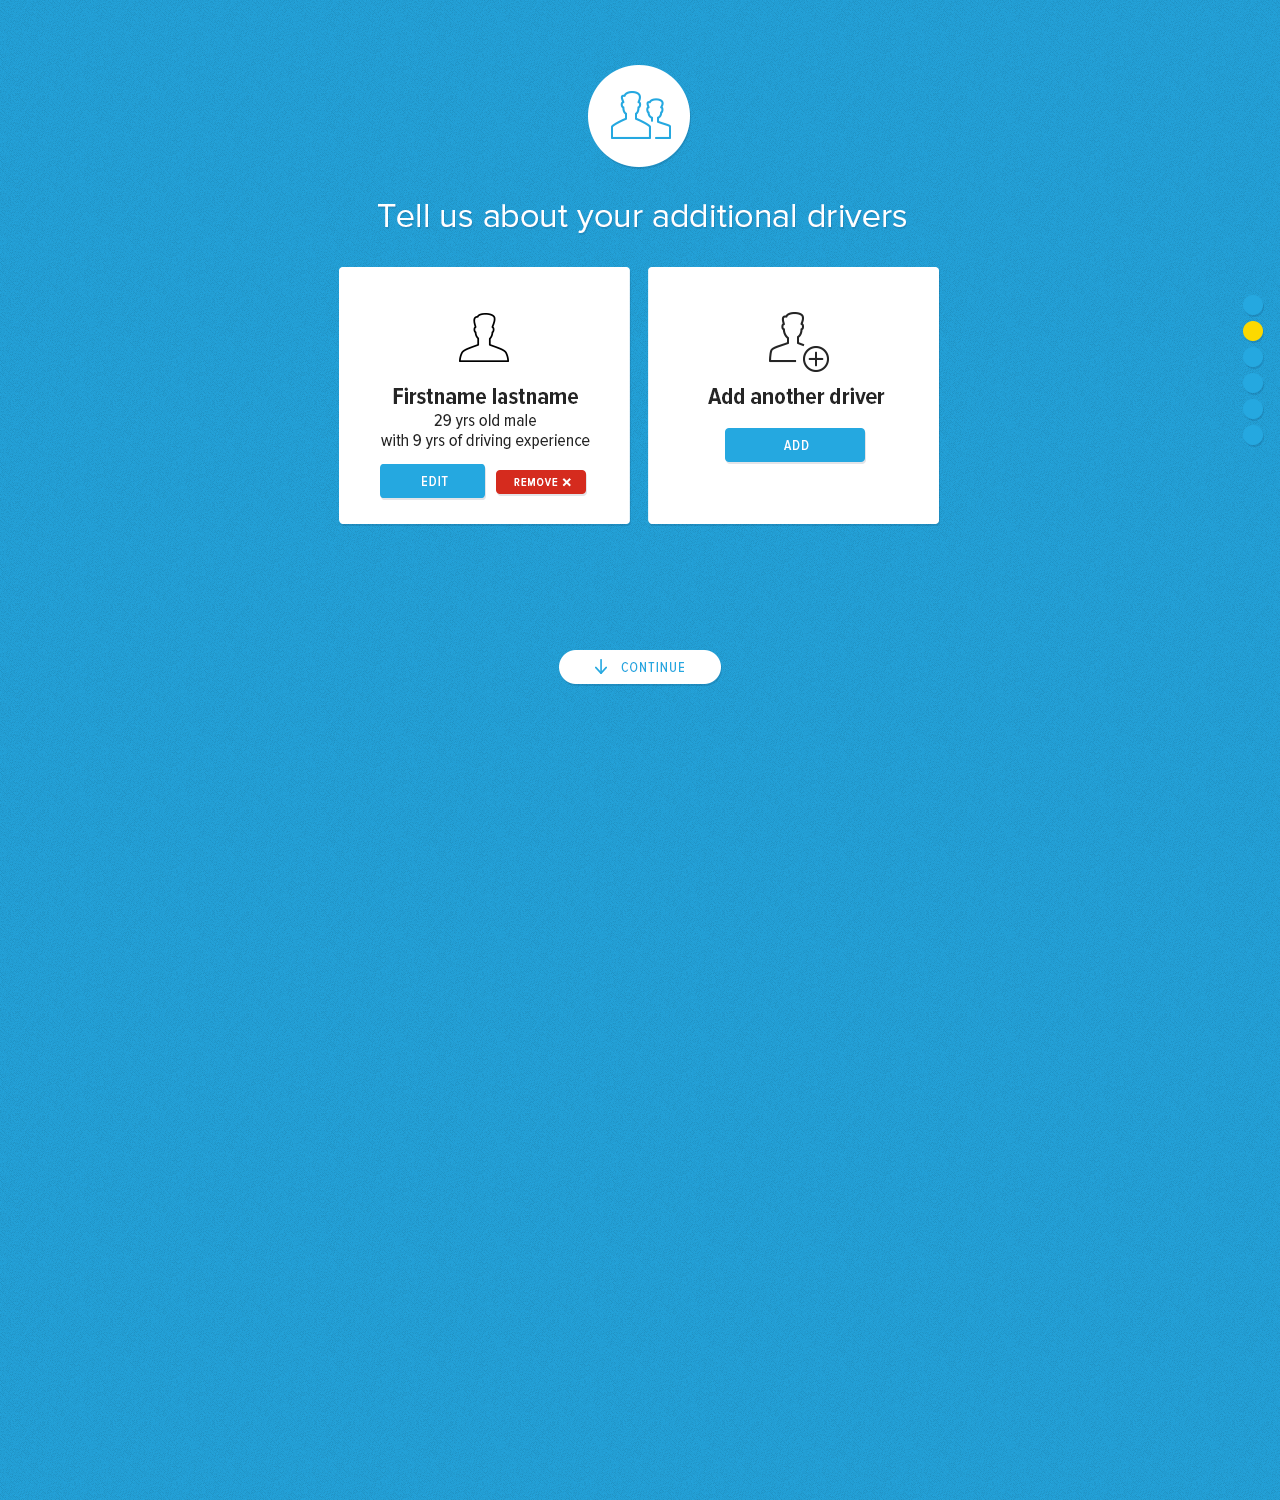 Tell us about your additional drivers
Firstname lastname
29 yrs old male
with 9 yrs of driving experience
EDIT
REMOVE
Add another driver
ADD
CONTINUE